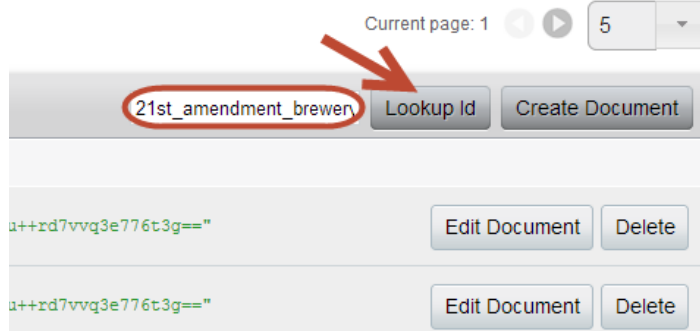 Current page: 1 5
21st_amendment_brewery Lookup Id Create Document
u++rd7vvq3e776t3g==" Edit Document Delete
u++rd7vvq3e776t3g==" Edit Document Delete